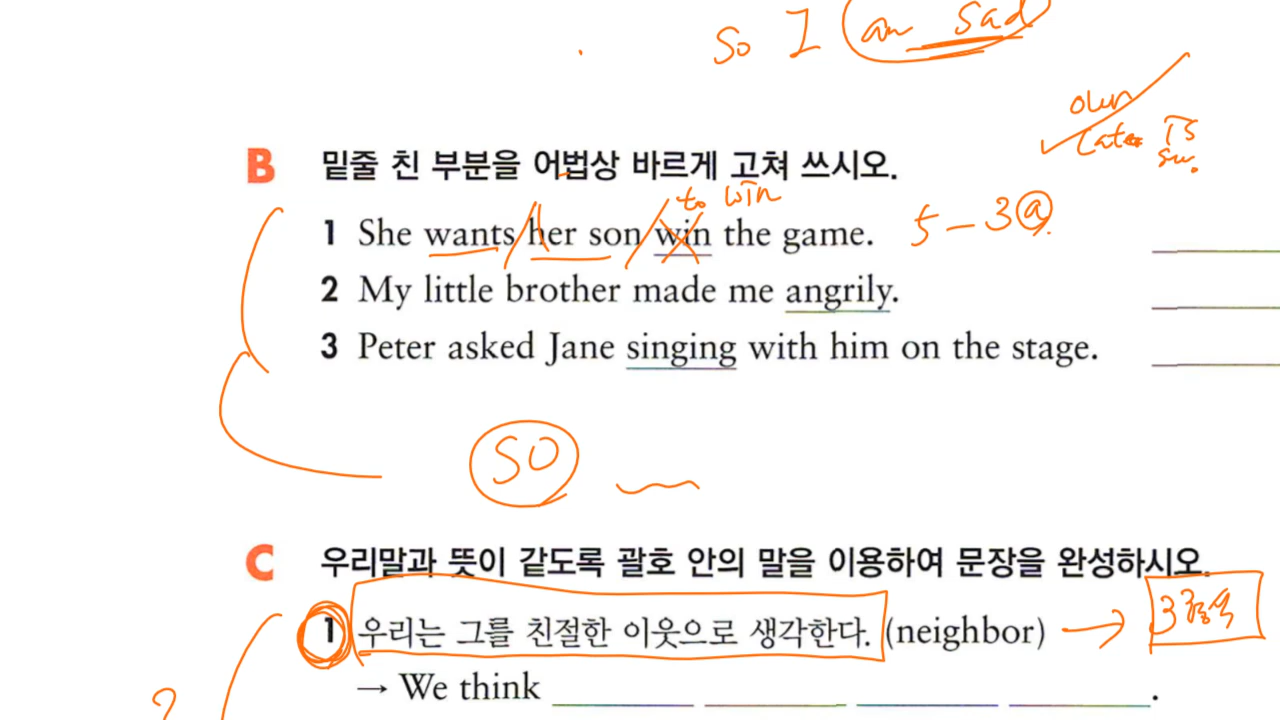 so I am sad
own
late is
B 밑줄 친 부분을 어법상 바르게 고쳐 쓰시오.
to win
1 She wants her son win the game. 5-3ⓐ
2 My little brother made me angrily.
3 Peter asked Jane singing with him on the stage.
SO
C 우리말과 뜻이 같도록 괄호 안의 말을 이용하여 문장을 완성하시오.
1 우리는 그를 친절한 이웃으로 생각한다. (neighbor) →
→ We think .